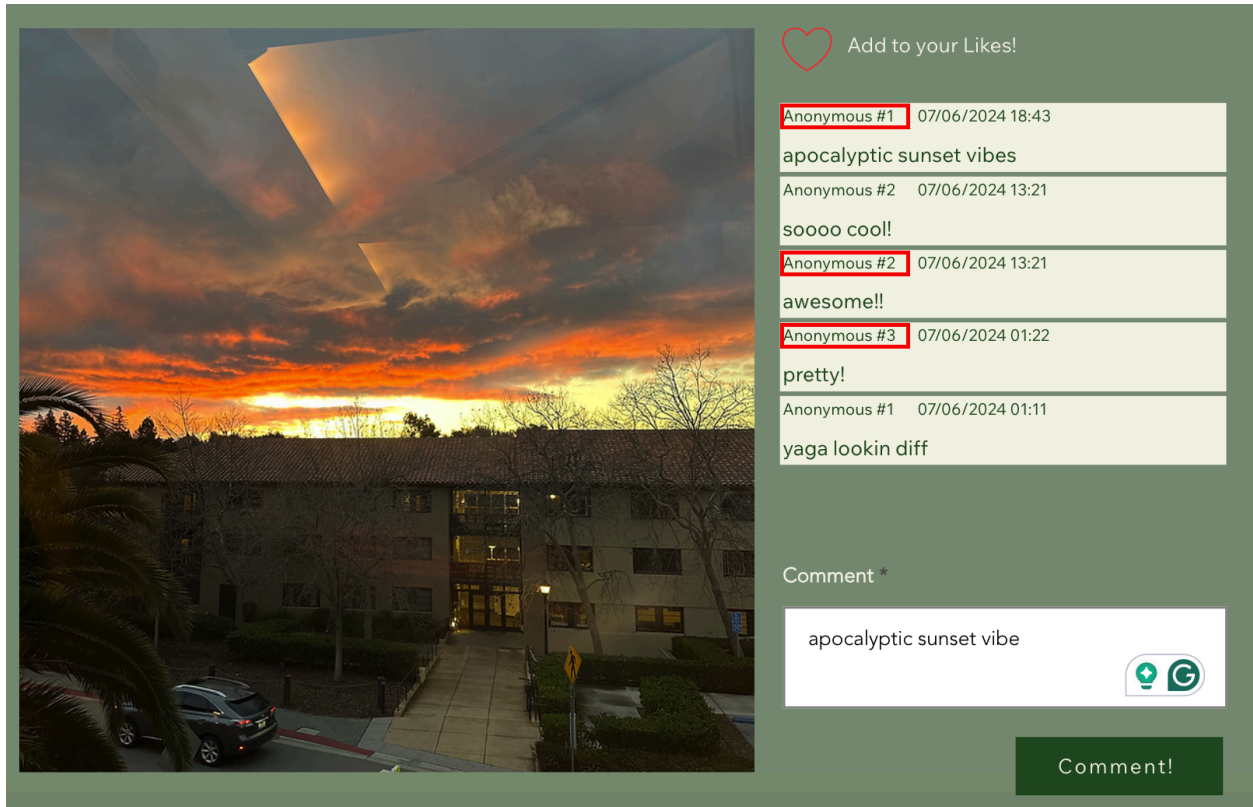 Add to your Likes!
Anonymous #1 07/06/2024 18:43
apocalyptic sunset vibes
Anonymous #2 07/06/2024 13:21
soooo cool!
Anonymous #2 07/06/2024 13:21
awesome!!
Anonymous #3 07/06/2024 01:22
pretty!
Anonymous #1 07/06/2024 01:11
yaga lookin diff
Comment *
apocalyptic sunset vibe
Comment!